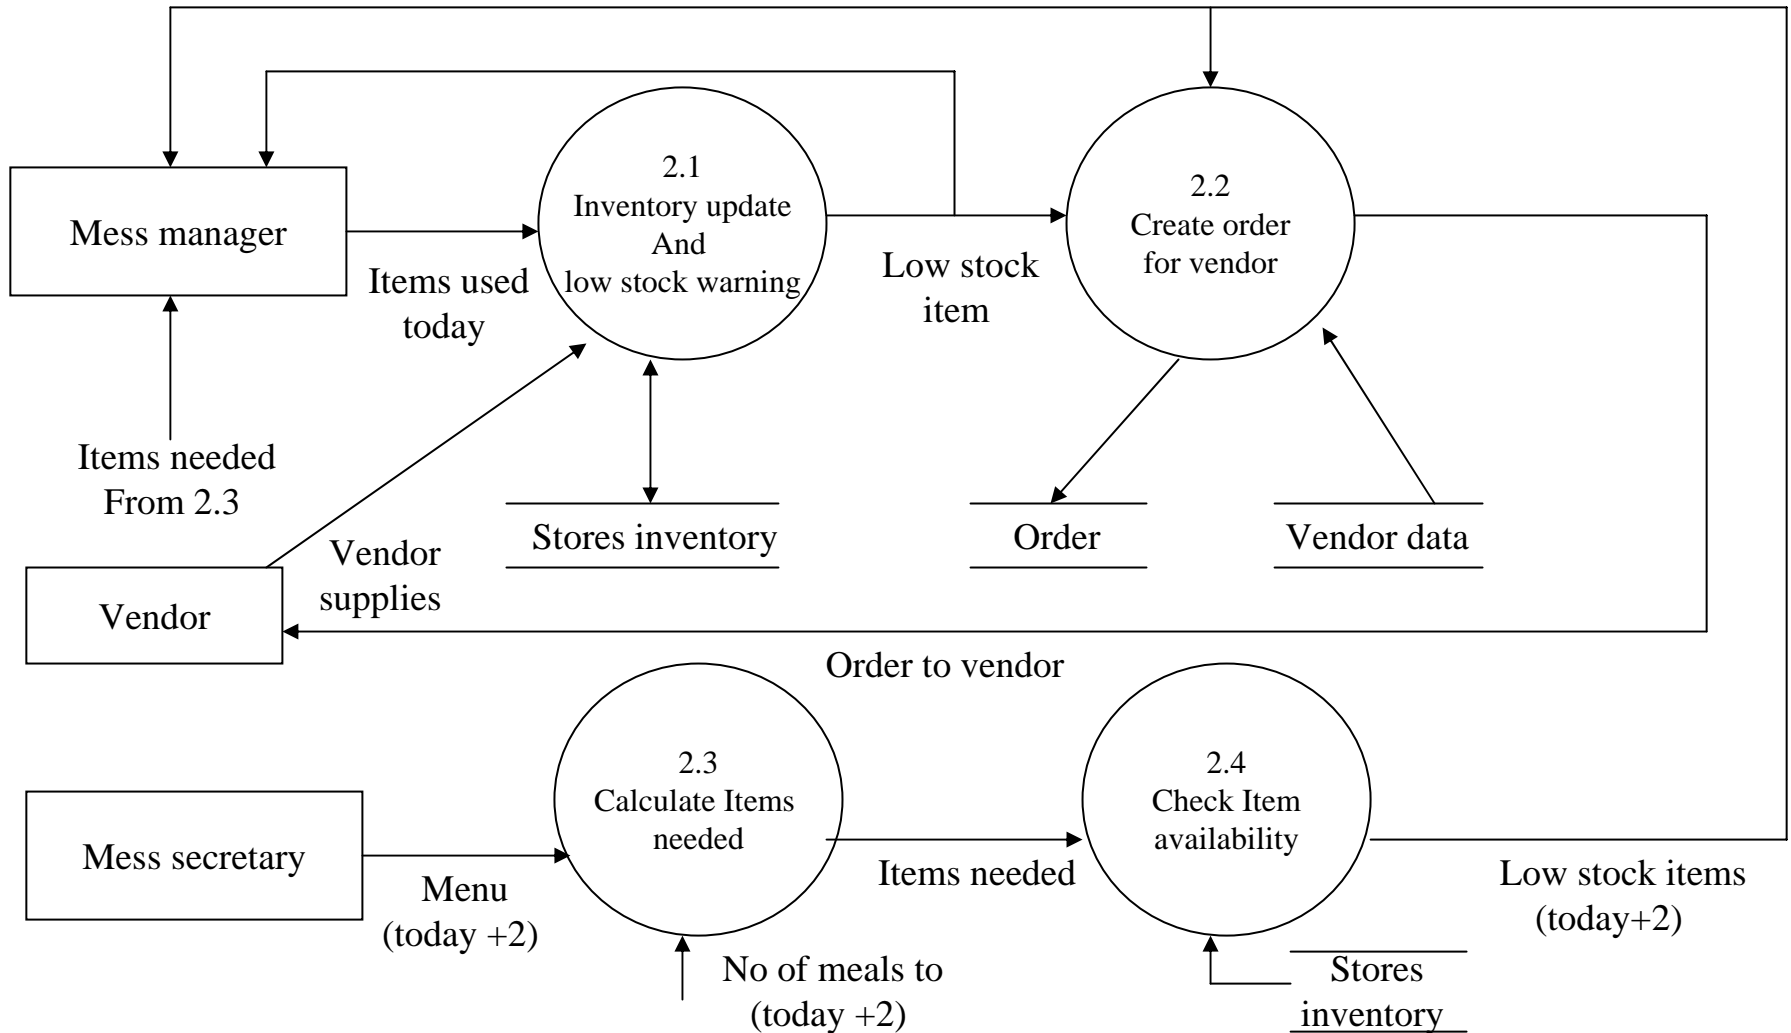 2.1
Inventory update
And
low stock warning
2.2
Create order
for vendor
Mess manager
Items used
today
Low stock
item
Items needed
From 2.3
Stores inventory
Order
Vendor data
Vendor
supplies
Vendor
Order to vendor
2.3
Calculate Items
needed
2.4
Check Item
availability
Mess secretary
Menu
(today +2)
Items needed
Low stock items
(today+2)
No of meals to
(today +2)
Stores
inventory